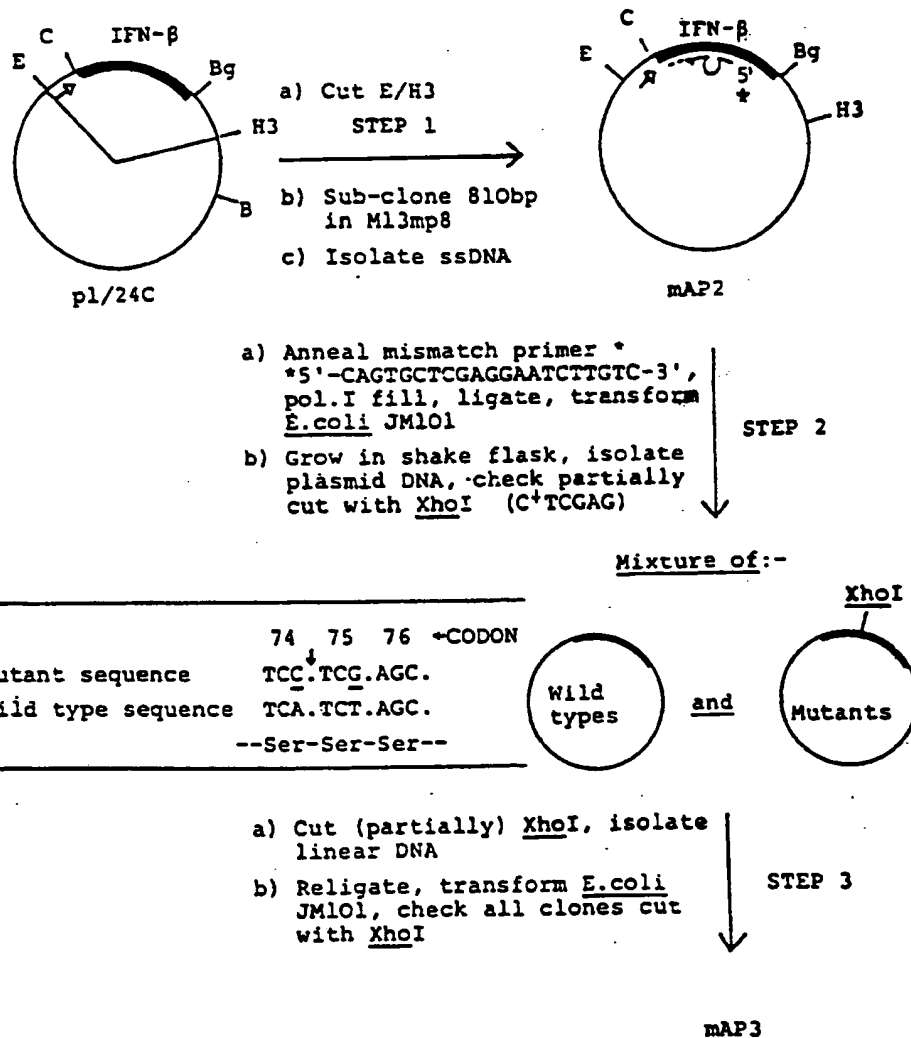 C IFN-β
E
Bg
H3
B
p1/24C
a) Cut E/H3
STEP 1
b) Sub-clone 810bp
in M13mp8
c) Isolate ssDNA
C IFN-β
E
Bg
5'
*
H3
mAP2
a) Anneal mismatch primer *
*5'-CAGTGCTCGAGGAATCTTGTC-3',
pol.I fill, ligate, transform
E.coli JM101
b) Grow in shake flask, isolate
plasmid DNA, check partially
cut with XhoI (C↓TCGAG)
STEP 2
Mixture of:-
XhoI
74 75 76 ←CODON
utant sequence TCC.↓TCG.AGC.
ild type sequence TCA.TCT.AGC.
--Ser-Ser-Ser--
Wild
types
and
Mutants
a) Cut (partially) XhoI, isolate
linear DNA
b) Religate, transform E.coli
JM101, check all clones cut
with XhoI
STEP 3
mAP3